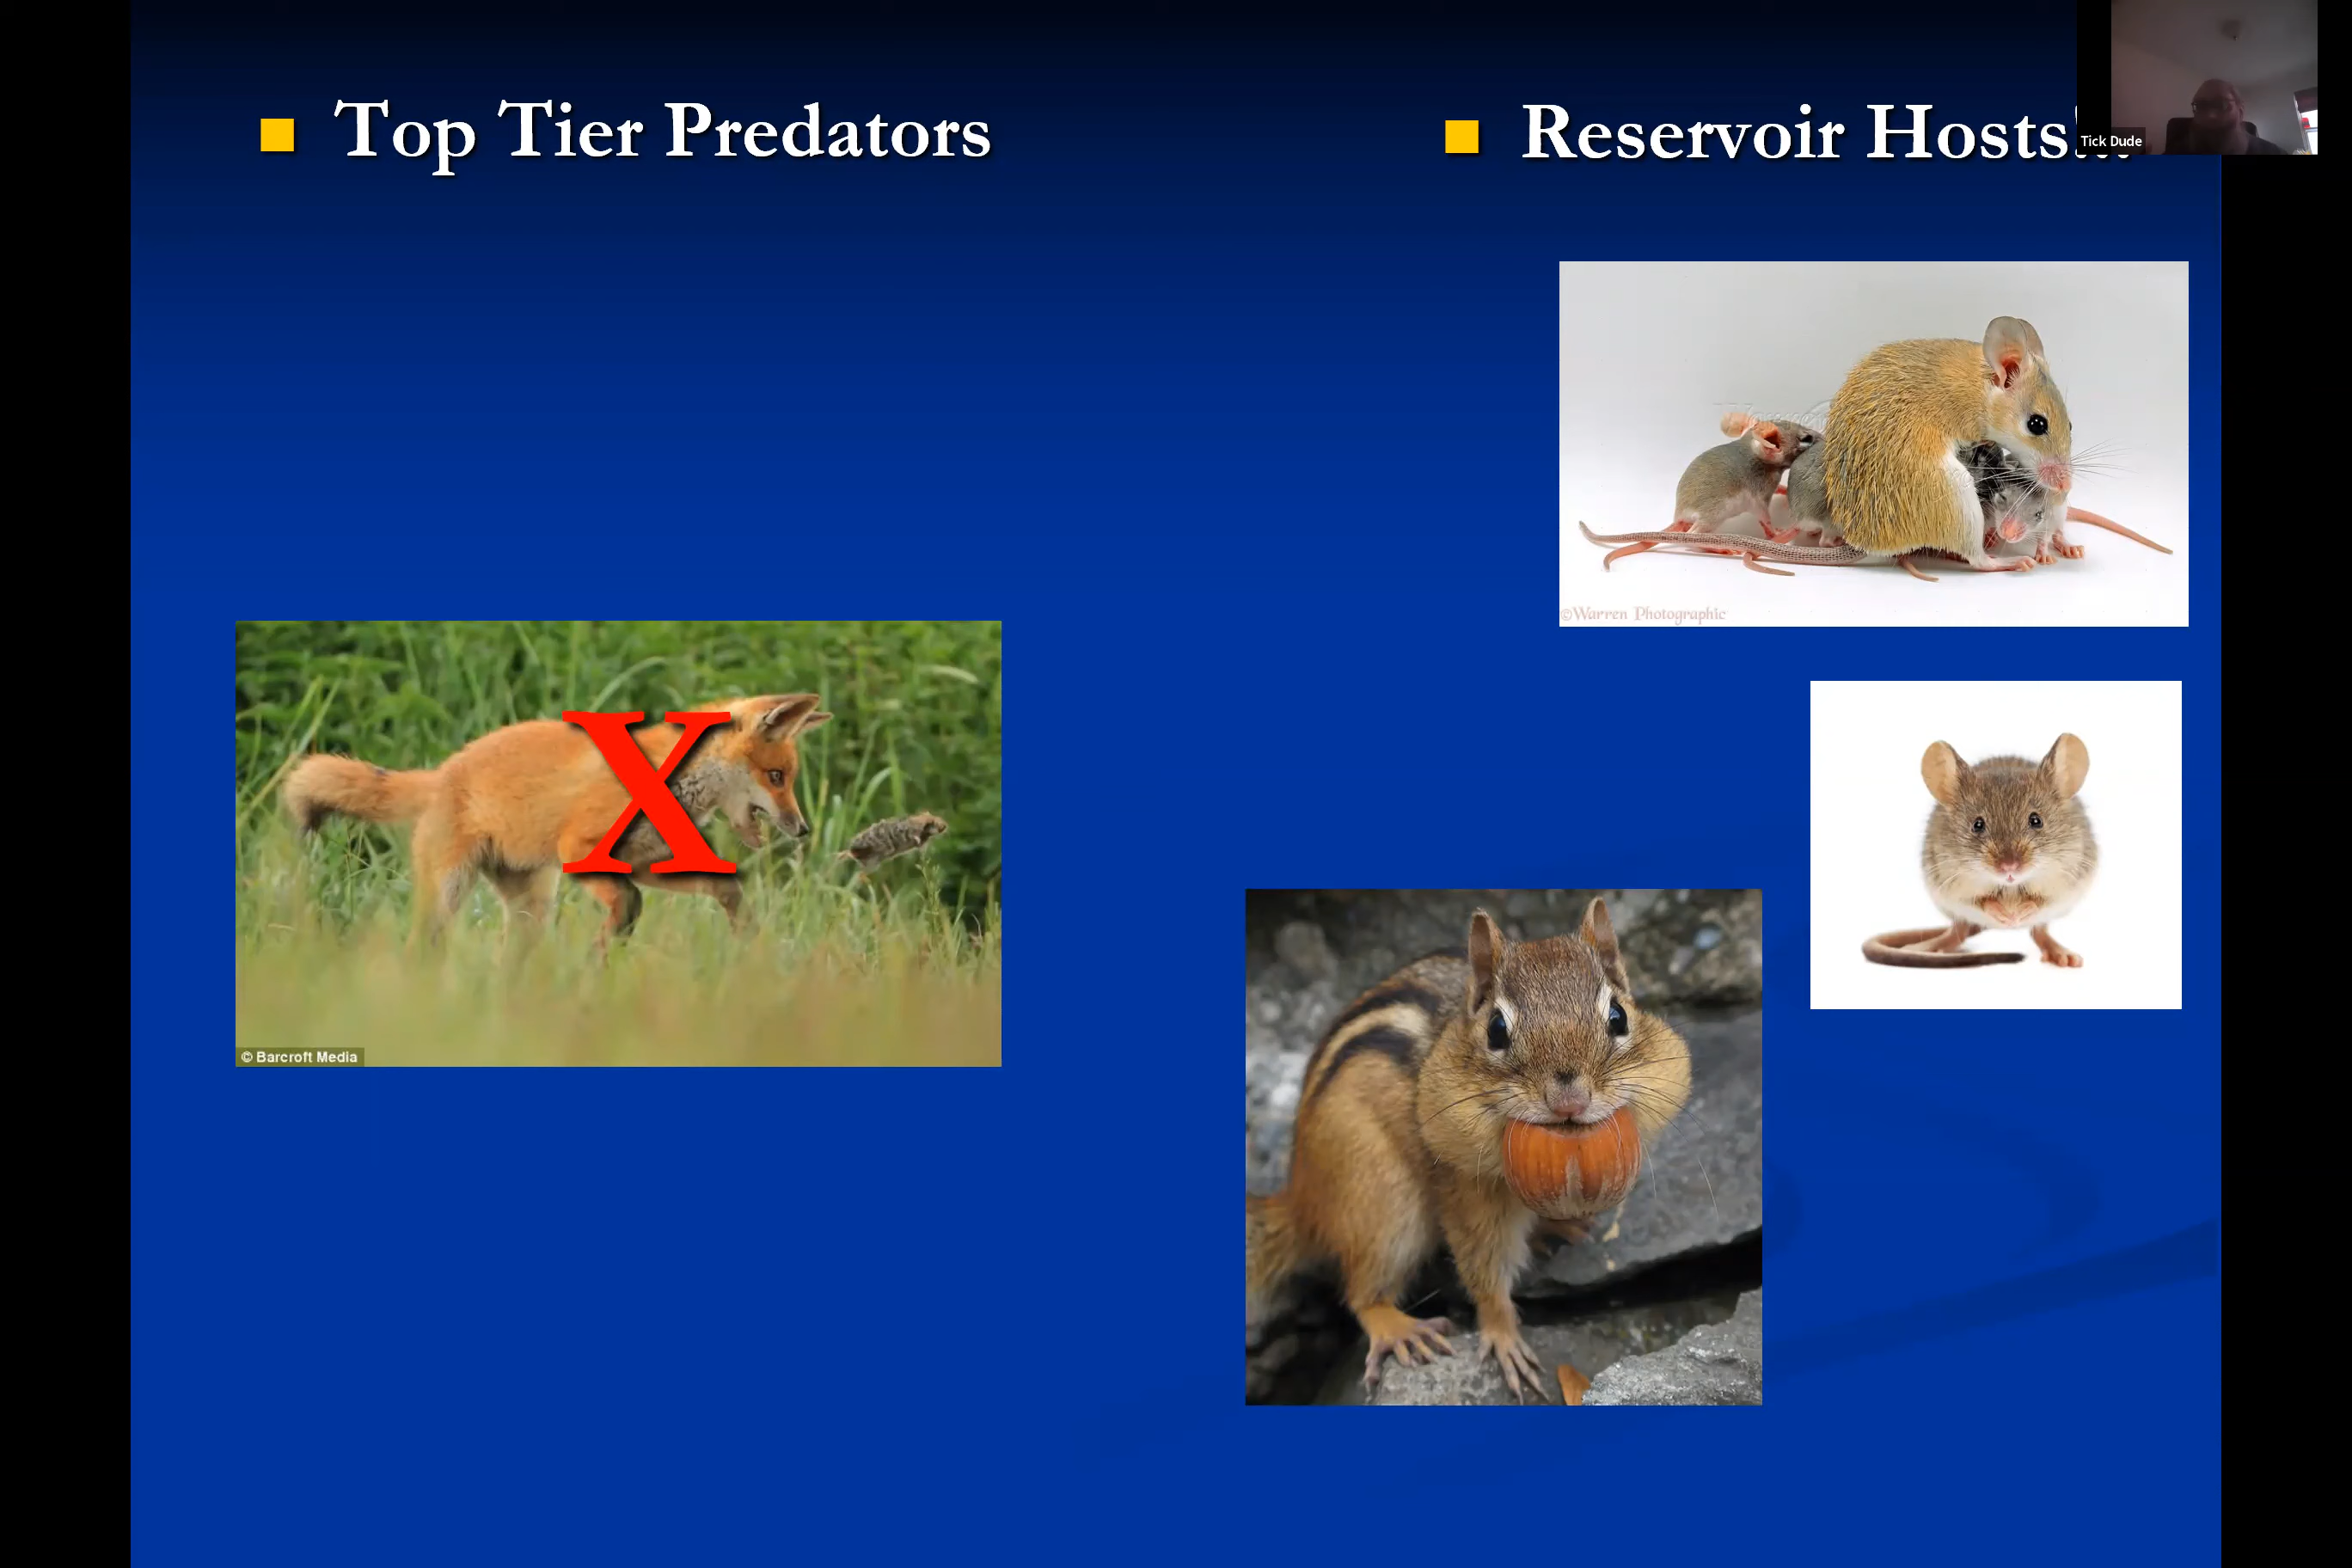 Top Tier Predators
Reservoir Hosts...
Tick Dude
©Warren Photographic
X
© Barcroft Media